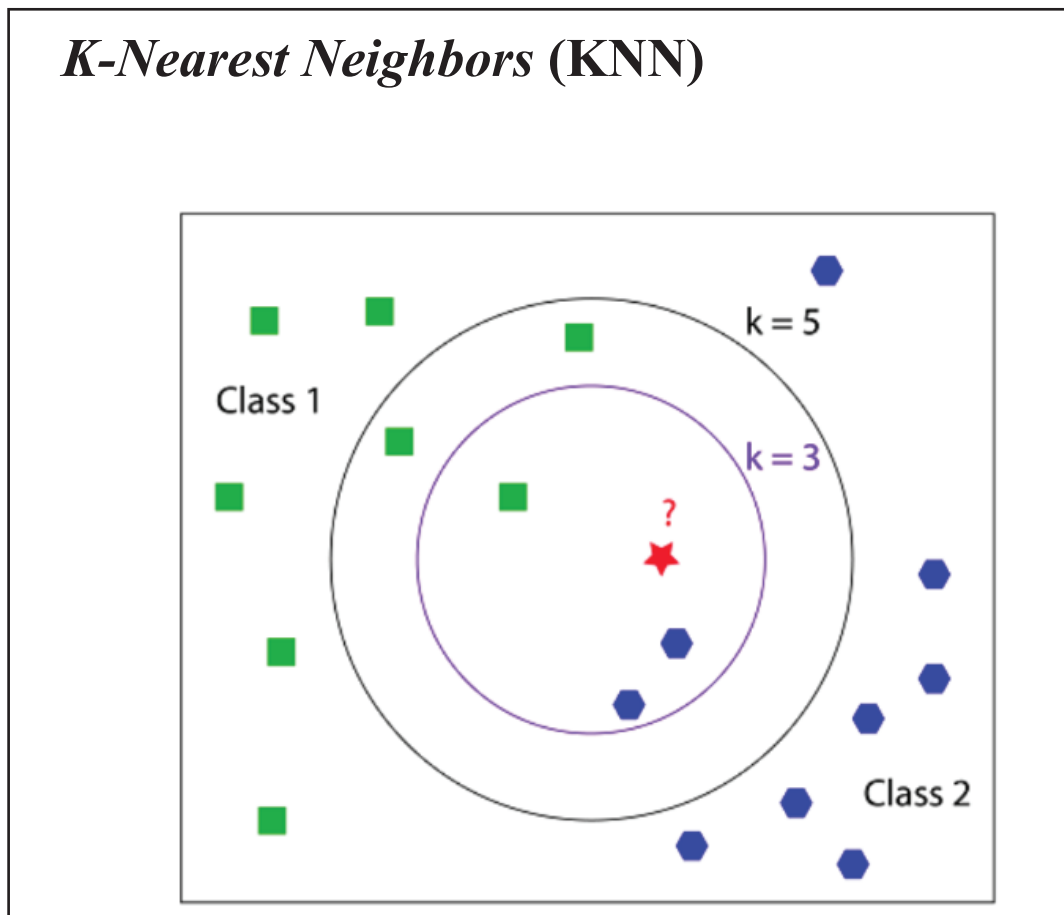 K-Nearest Neighbors (KNN)
k = 5
Class 1
k = 3
?
Class 2